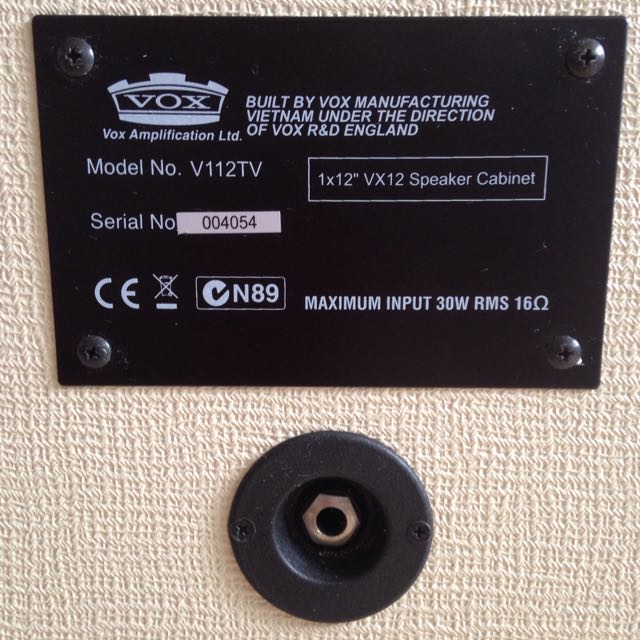 VOX
Vox Amplification Ltd.
BUILT BY VOX MANUFACTURING
VIETNAM UNDER THE DIRECTION
OF VOX R&D ENGLAND
Model No. V112TV
1x12" VX12 Speaker Cabinet
Serial No 004054
CE N89 MAXIMUM INPUT 30W RMS 16Ω